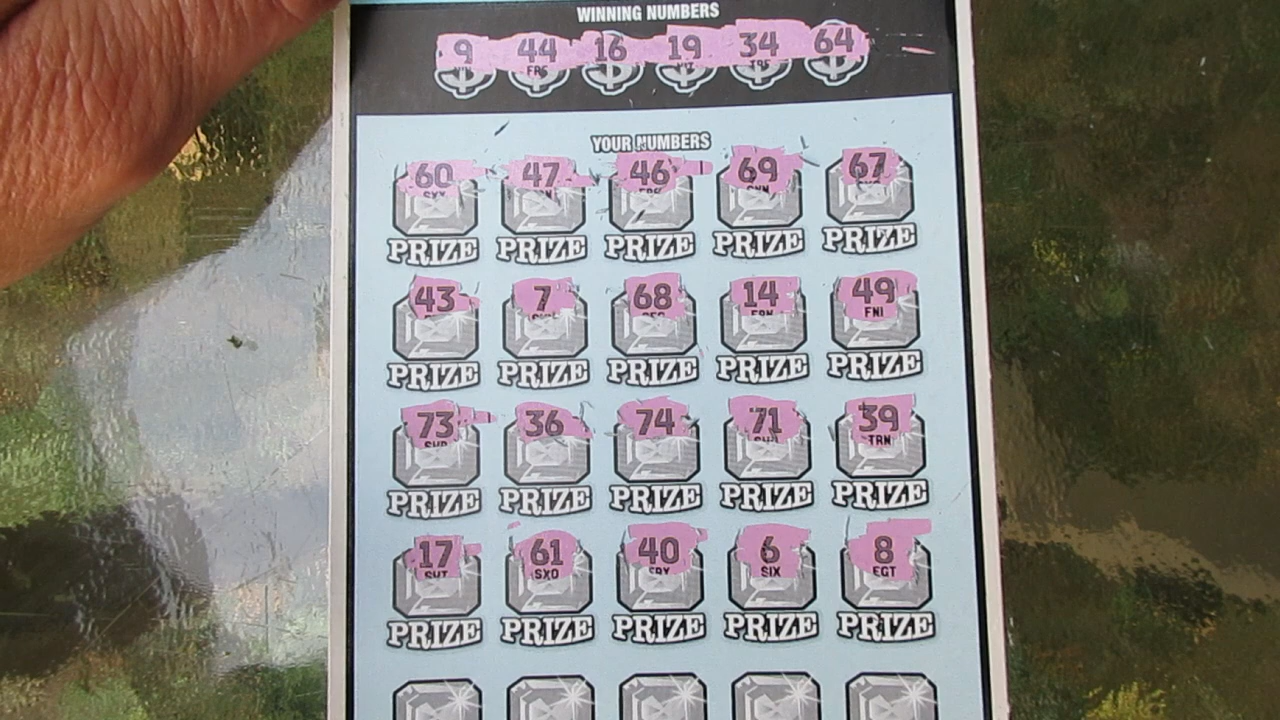 WINNING NUMBERS
9 44 16 19 34 64
YOUR NUMBERS
60 47 46 69 67
PRIZE PRIZE PRIZE PRIZE PRIZE
43 7 68 14 49
FNI
PRIZE PRIZE PRIZE PRIZE PRIZE
73 36 74 71 39
TRN
PRIZE PRIZE PRIZE PRIZE PRIZE
17 61 40 6 8
SXO SIX EGT
PRIZE PRIZE PRIZE PRIZE PRIZE